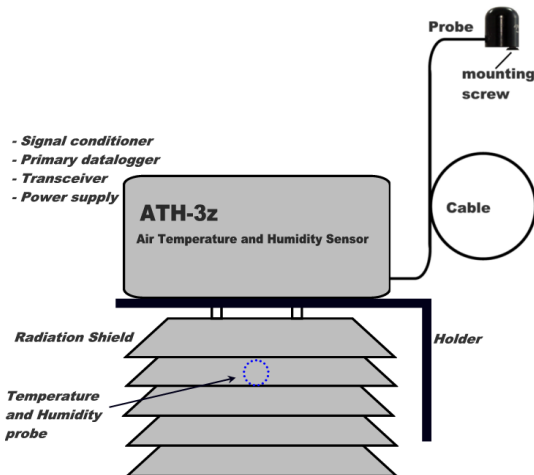 Probe
mounting
screw
- Signal conditioner
- Primary datalogger
- Transceiver
- Power supply
ATH-3z
Air Temperature and Humidity Sensor
Cable
Radiation Shield
Holder
Temperature
and Humidity
probe